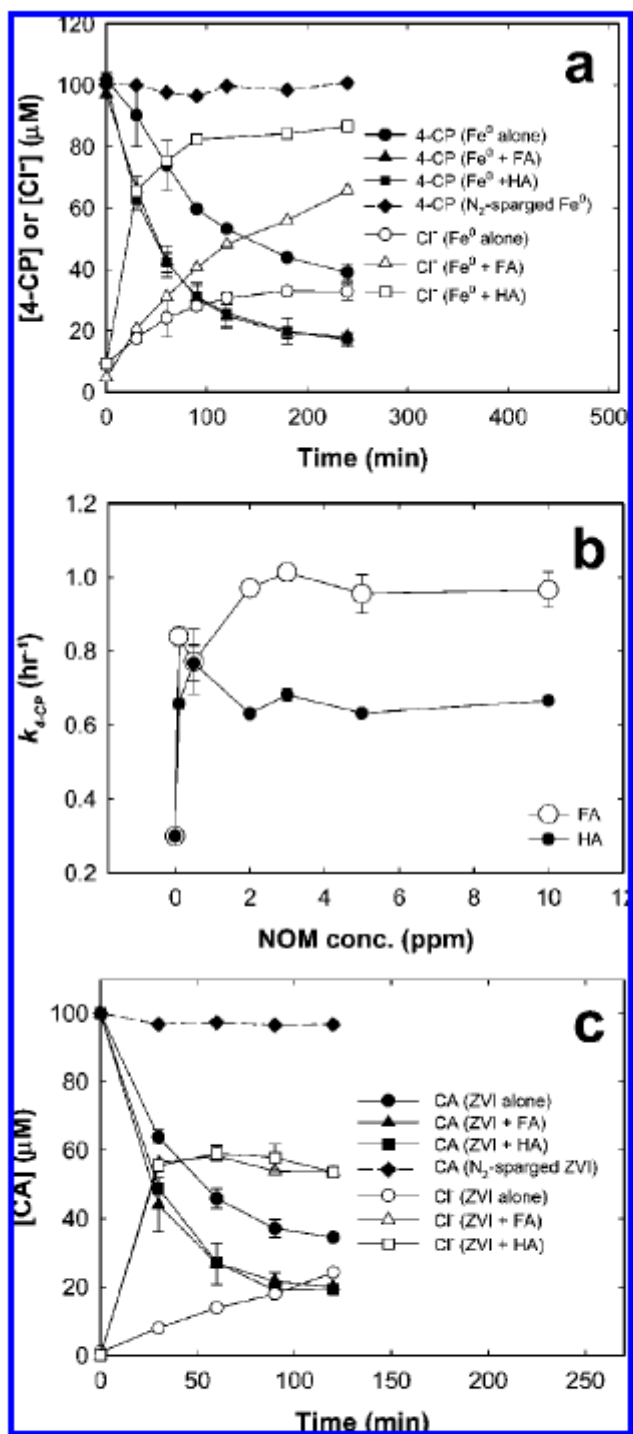 120
100
80
60
40
20
0
[4-CP] or [Cl⁻] (μM)
a
4-CP (Fe⁰ alone)
4-CP (Fe⁰ + FA)
4-CP (Fe⁰ +HA)
4-CP (N₂-sparged Fe⁰)
Cl⁻ (Fe⁰ alone)
Cl⁻ (Fe⁰ + FA)
Cl⁻ (Fe⁰ + HA)
0 100 200 300 400 500
Time (min)
1.2
1.0
0.8
0.6
0.4
0.2
k₄₋CP (hr⁻¹)
b
FA
HA
0 2 4 6 8 10 12
NOM conc. (ppm)
100
80
60
40
20
0
[CA] (μM)
c
CA (ZVI alone)
CA (ZVI + FA)
CA (ZVI + HA)
CA (N₂-sparged ZVI)
Cl⁻ (ZVI alone)
Cl⁻ (ZVI + FA)
Cl⁻ (ZVI + HA)
0 50 100 150 200 250
Time (min)